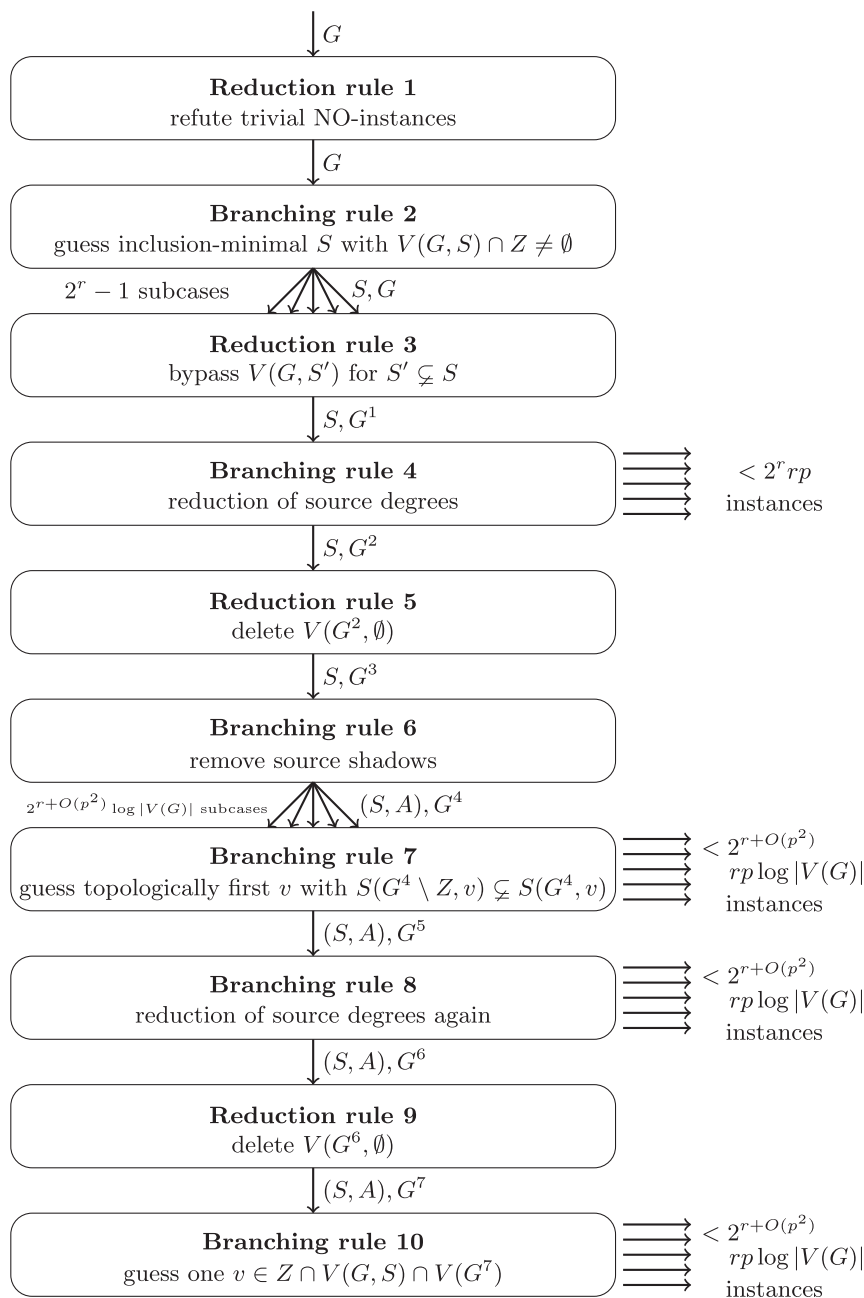 G
Reduction rule 1
refute trivial NO-instances
G
Branching rule 2
guess inclusion-minimal S with V(G, S) ∩ Z ≠ ∅
2^r − 1 subcases
S, G
Reduction rule 3
bypass V(G, S′) for S′ ⊊ S
S, G^1
Branching rule 4
reduction of source degrees
< 2^r rp
instances
S, G^2
Reduction rule 5
delete V(G^2, ∅)
S, G^3
Branching rule 6
remove source shadows
2^{r+O(p^2)} log |V(G)| subcases
(S, A), G^4
Branching rule 7
guess topologically first v with S(G^4 \ Z, v) ⊊ S(G^4, v)
< 2^{r+O(p^2)}
rp log |V(G)|
instances
(S, A), G^5
Branching rule 8
reduction of source degrees again
< 2^{r+O(p^2)}
rp log |V(G)|
instances
(S, A), G^6
Reduction rule 9
delete V(G^6, ∅)
(S, A), G^7
Branching rule 10
guess one v ∈ Z ∩ V(G, S) ∩ V(G^7)
< 2^{r+O(p^2)}
rp log |V(G)|
instances